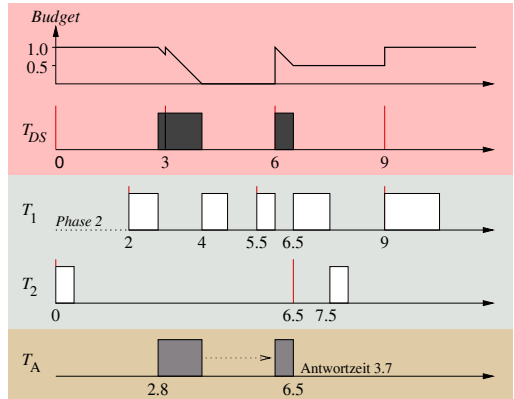 Budget
1.0
0.5
T_DS
0 3 6 9
T_1
Phase 2
2 4 5.5 6.5 9
T_2
0 6.5 7.5
T_A
Antwortzeit 3.7
2.8 6.5